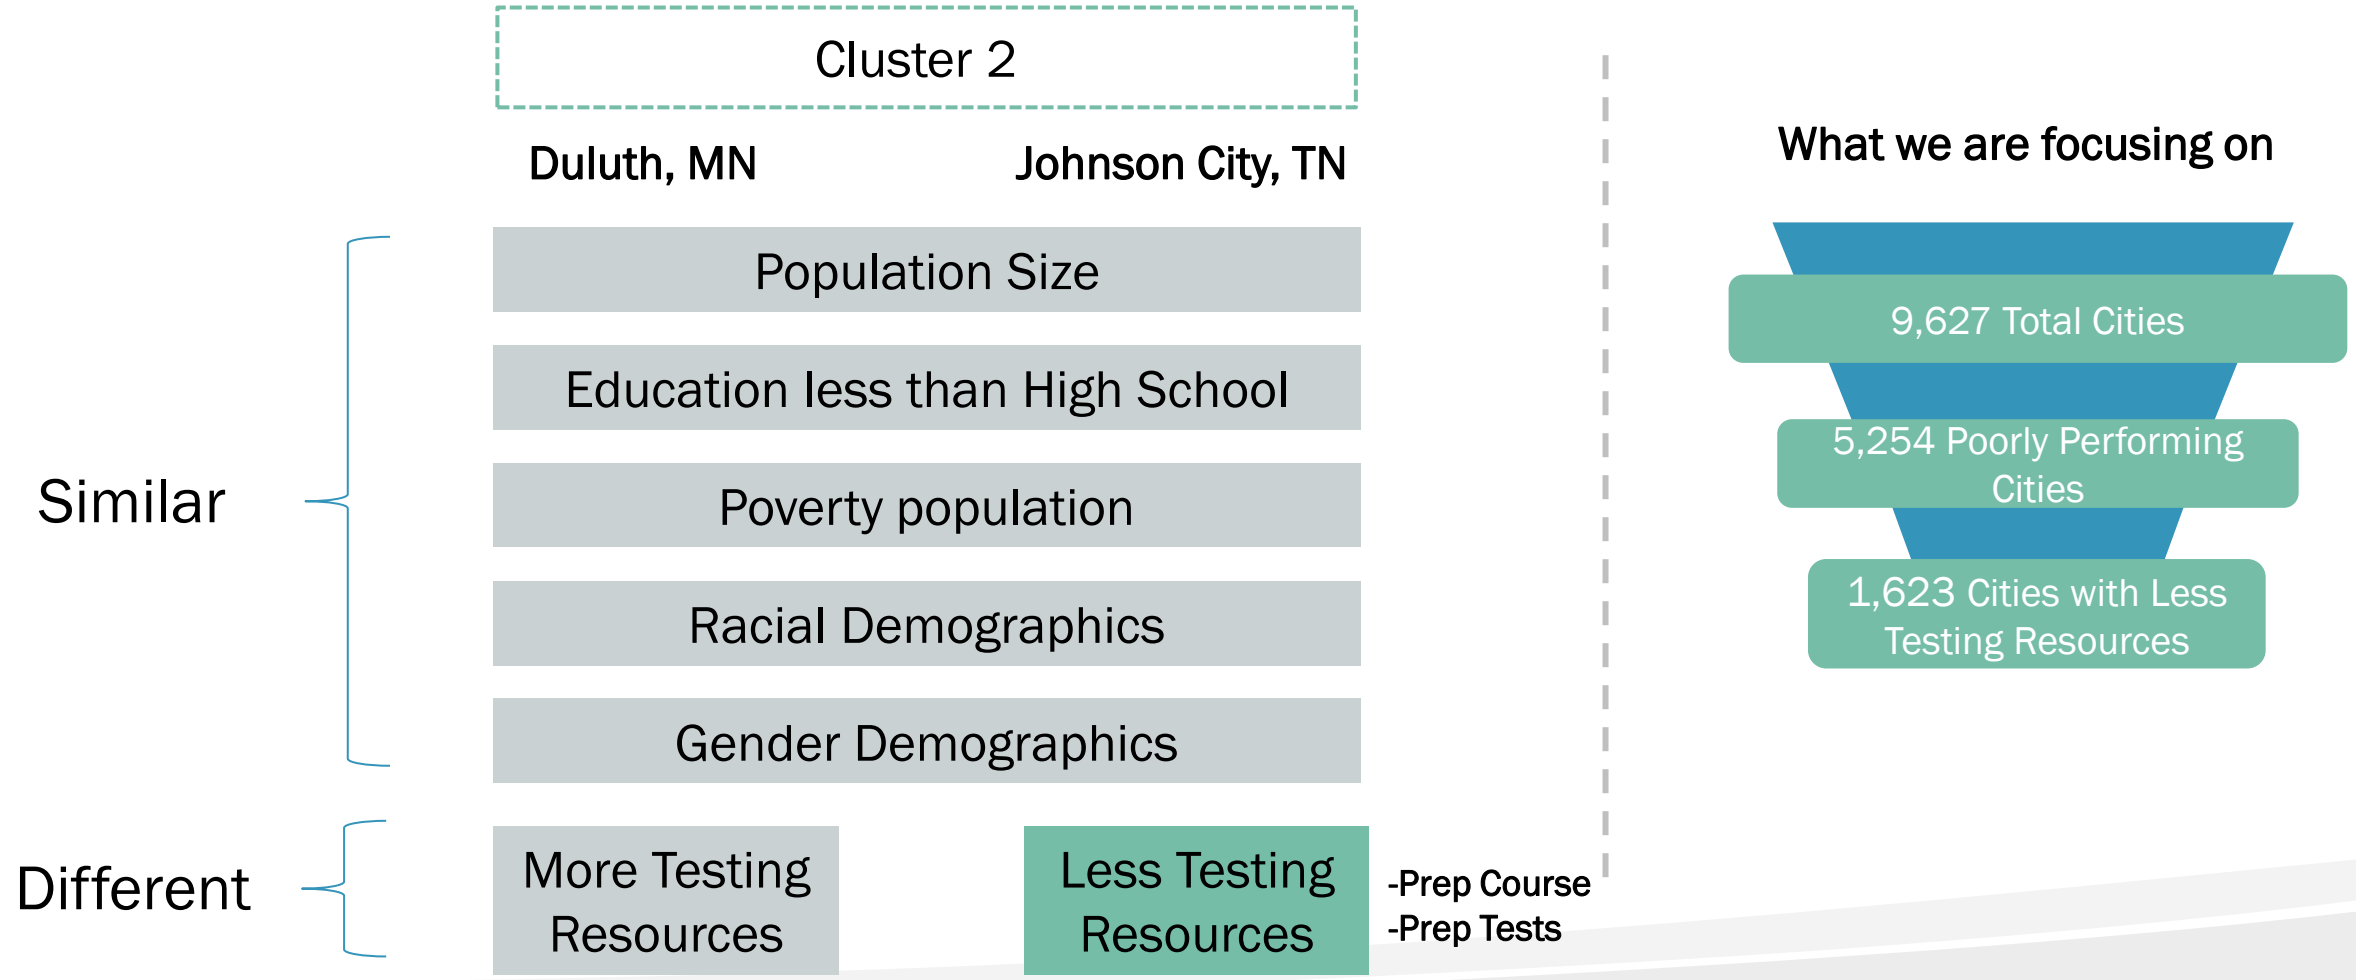 Cluster 2
Duluth, MN
Johnson City, TN
Similar
Population Size
Education less than High School
Poverty population
Racial Demographics
Gender Demographics
Different
More Testing
Resources
Less Testing
Resources
-Prep Course
-Prep Tests
What we are focusing on
9,627 Total Cities
5,254 Poorly Performing
Cities
1,623 Cities with Less
Testing Resources